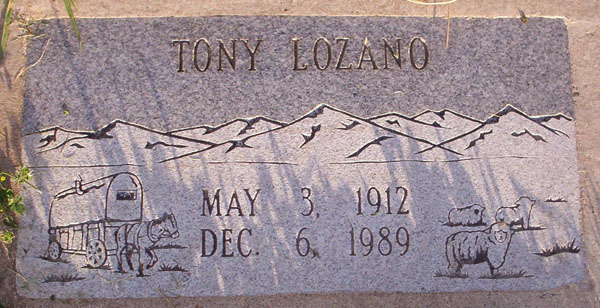 TONY LOZANO
MAY 3, 1912
DEC. 6, 1989